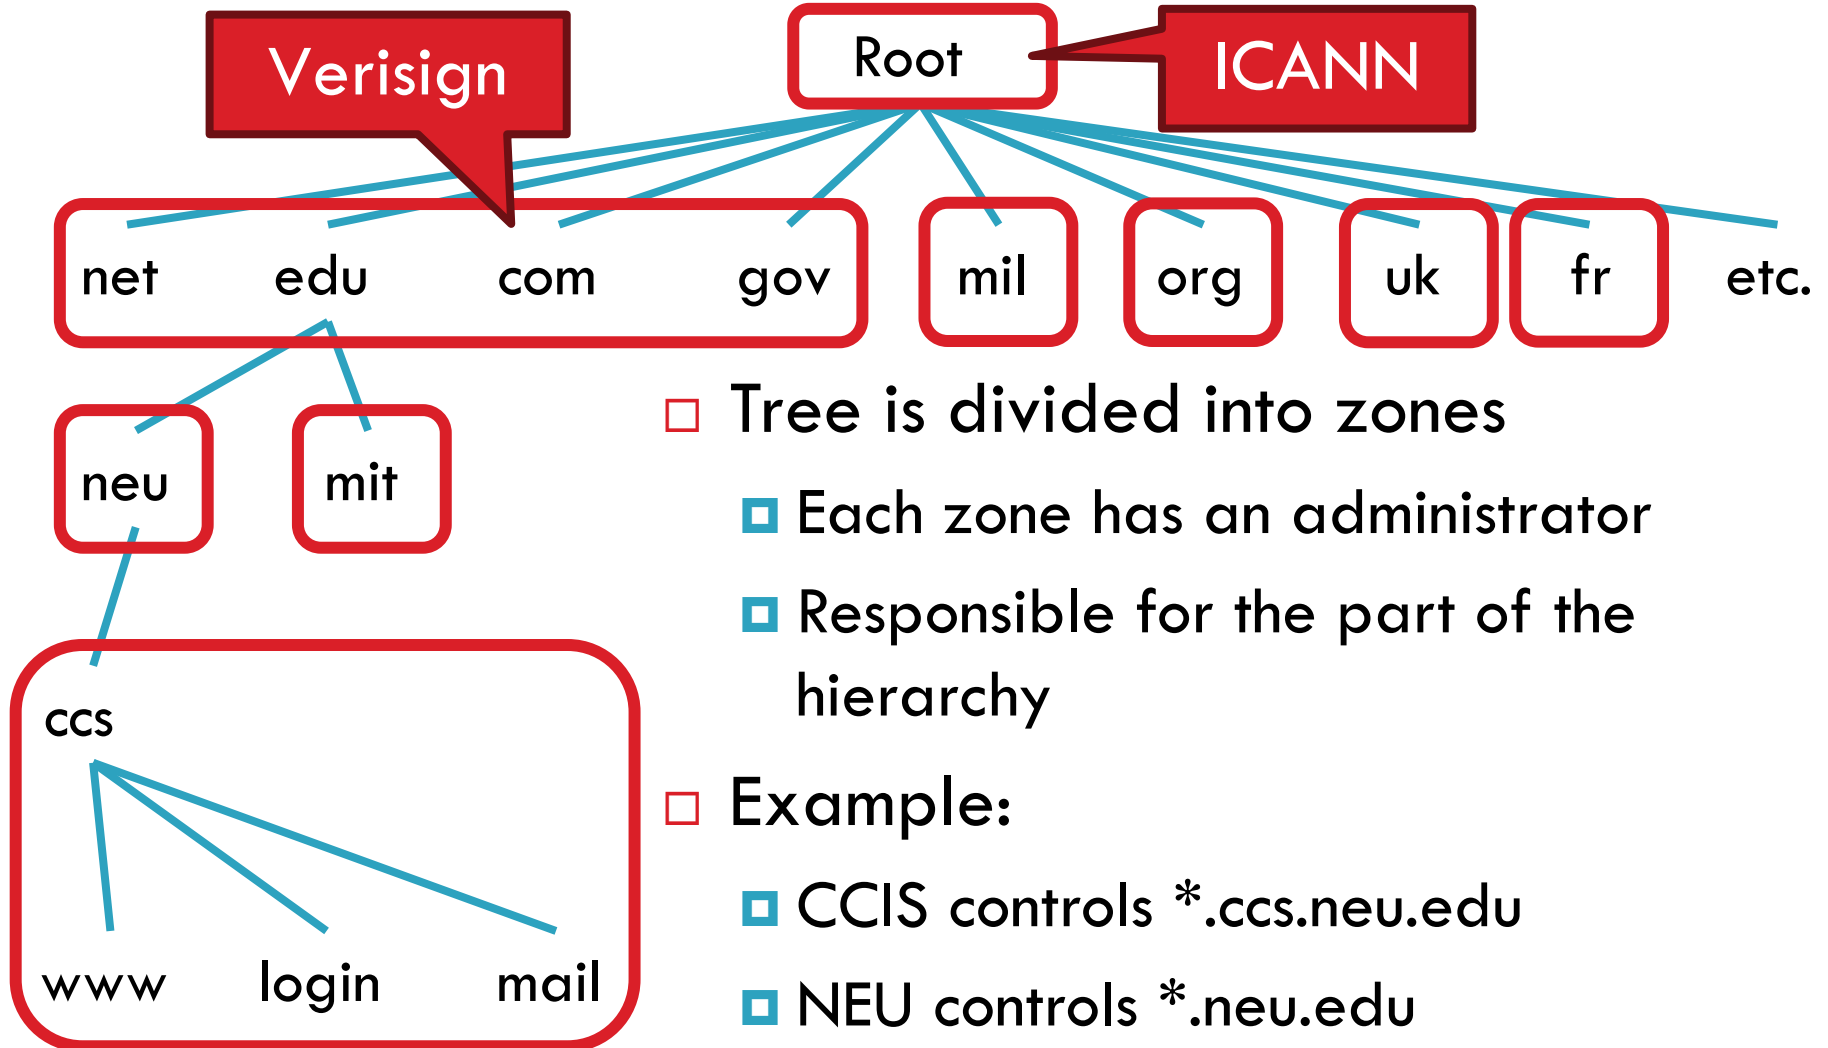 Verisign
Root
ICANN
net edu com gov mil org uk fr etc.
neu mit
ccs
www login mail
Tree is divided into zones
Each zone has an administrator
Responsible for the part of the
hierarchy
Example:
CCIS controls *.ccs.neu.edu
NEU controls *.neu.edu